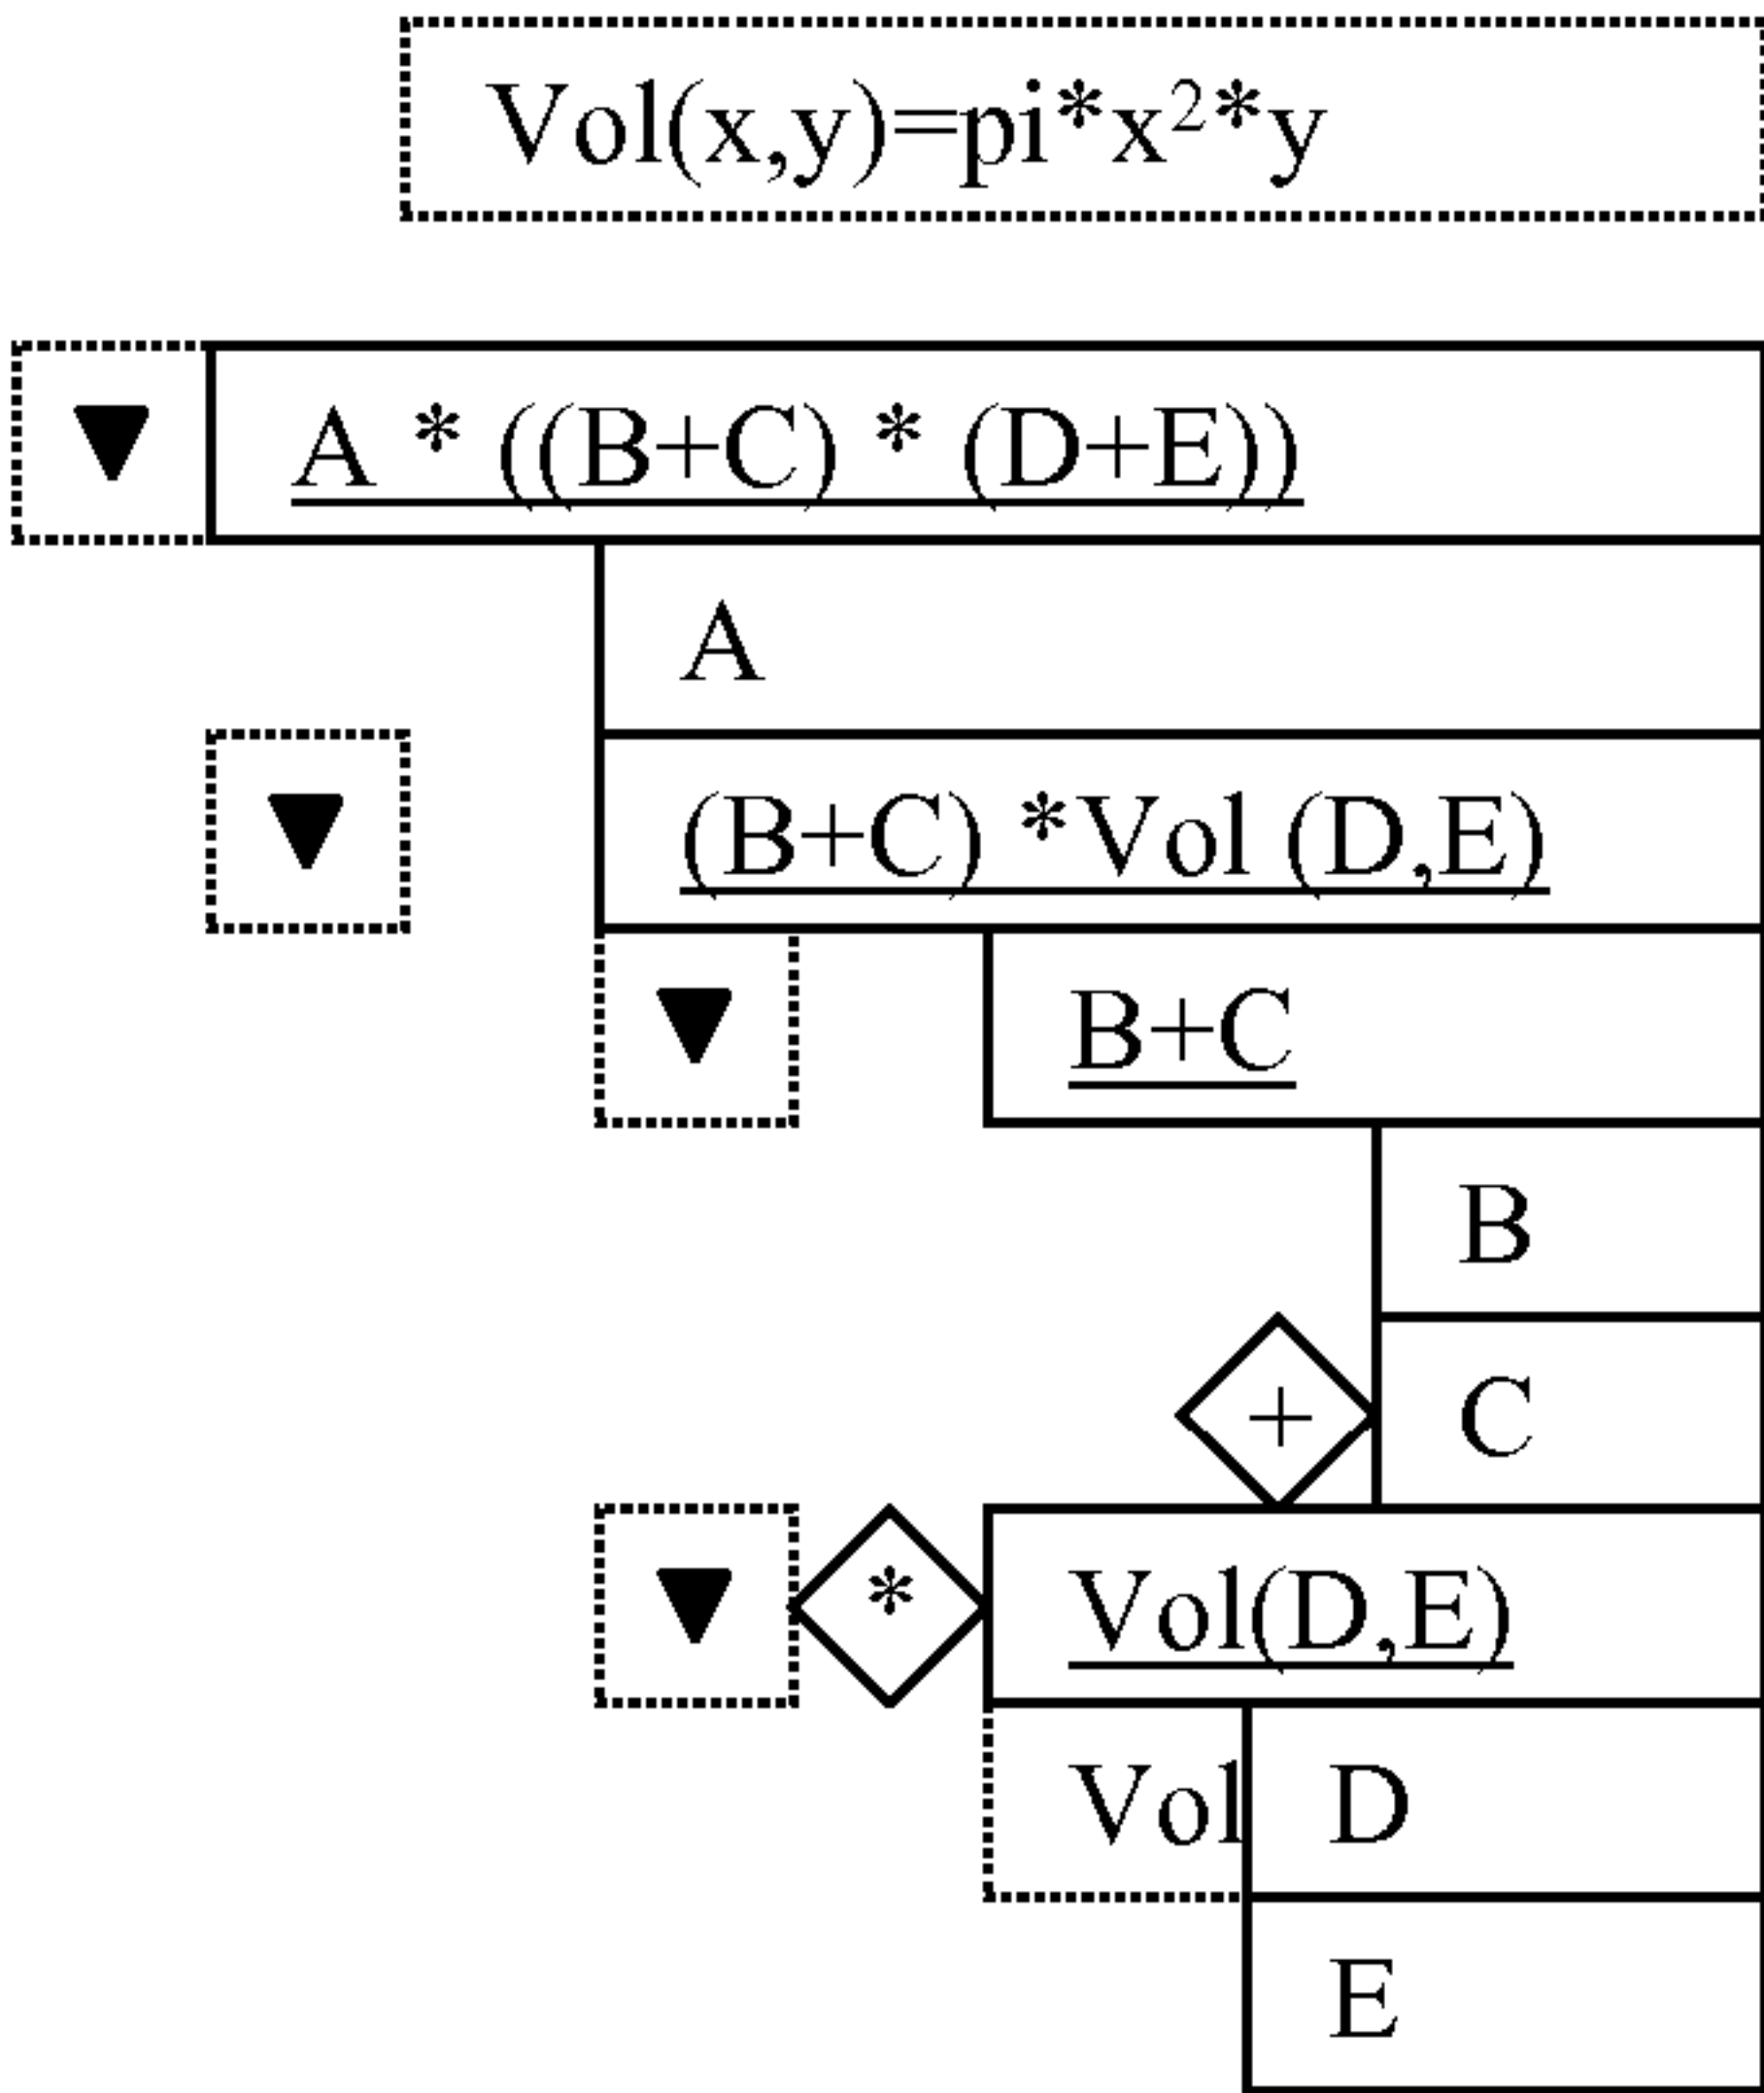 Vol(x,y)=pi*x²*y
▼ A * ((B+C) * (D+E))
A
▼ (B+C) *Vol (D,E)
▼ B+C
B
+ C
▼ * Vol(D,E)
Vol D
E